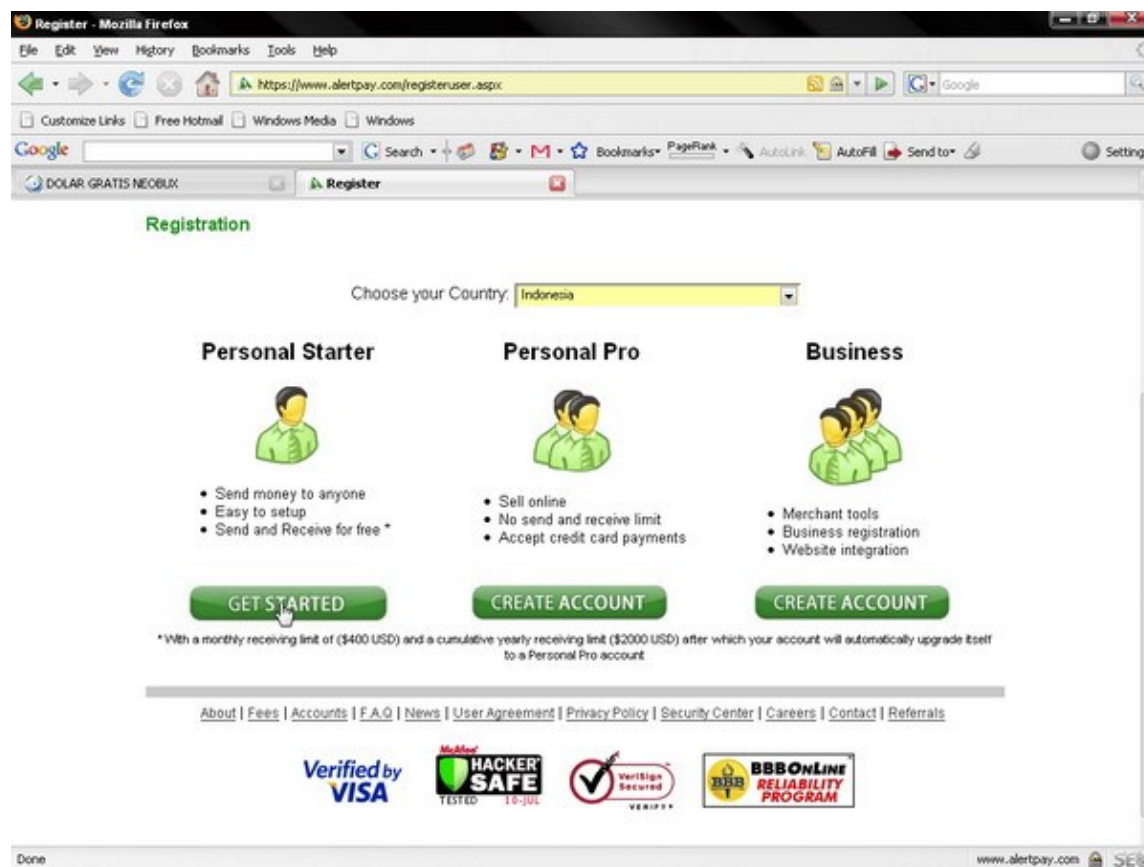 Register - Mozilla Firefox
File Edit View History Bookmarks Tools Help
https://www.alertpay.com/registeruser.aspx
Google
Customize Links Free Hotmail Windows Media Windows
Google Search Bookmarks PageRank AutoLink AutoFill Send to Setting
DOLAR GRATIS NEOBUX Register
Registration
Choose your Country: Indonesia
Personal Starter Personal Pro Business
• Send money to anyone
• Easy to setup
• Send and Receive for free *
• Sell online
• No send and receive limit
• Accept credit card payments
• Merchant tools
• Business registration
• Website integration
GET STARTED CREATE ACCOUNT CREATE ACCOUNT
* With a monthly receiving limit of ($400 USD) and a cumulative yearly receiving limit ($2000 USD) after which your account will automatically upgrade itself
to a Personal Pro account
About | Fees | Accounts | F.A.Q | News | User Agreement | Privacy Policy | Security Center | Careers | Contact | Referrals
Verified by
VISA
McAfee
HACKER
SAFE
TESTED 10-JUL
VeriSign
Secured
VERIFY
BBB
BBBONLINE
RELIABILITY
PROGRAM
Done www.alertpay.com